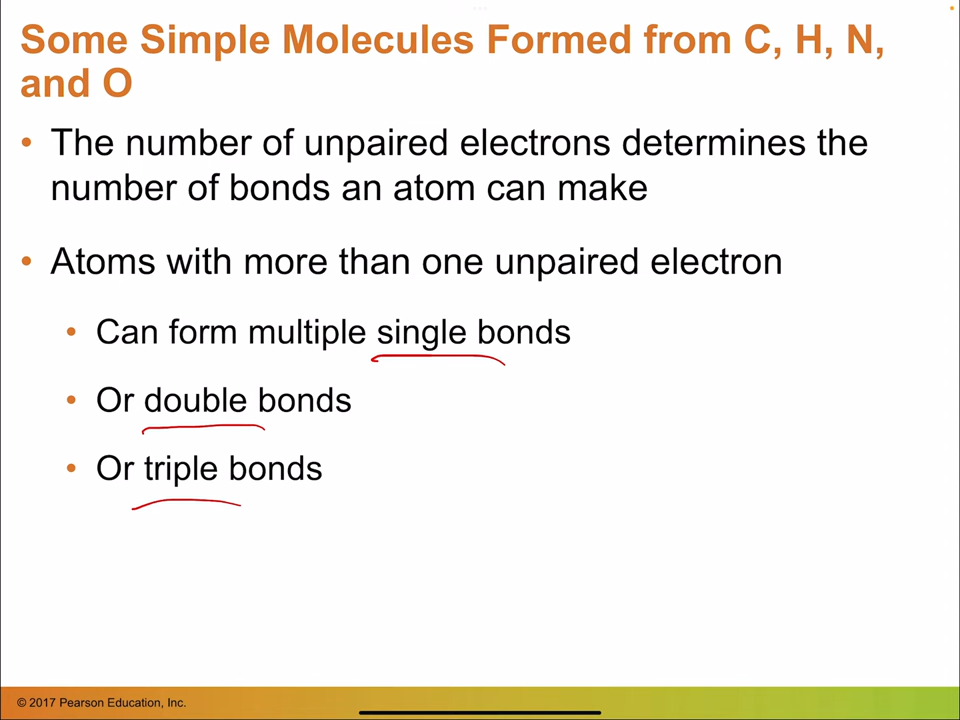 Some Simple Molecules Formed from C, H, N,
and O
• The number of unpaired electrons determines the
number of bonds an atom can make
• Atoms with more than one unpaired electron
• Can form multiple single bonds
• Or double bonds
• Or triple bonds
© 2017 Pearson Education, Inc.